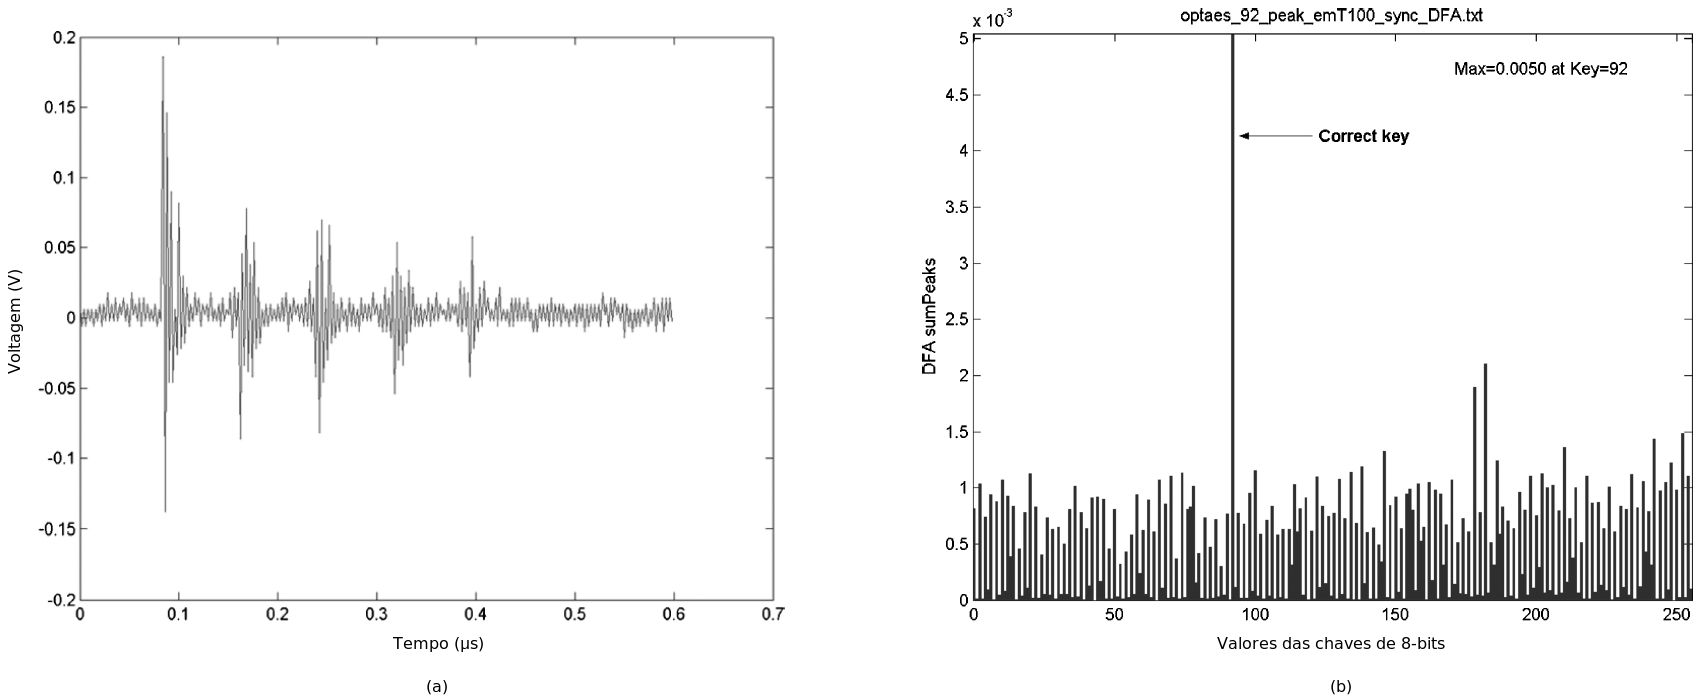 0.2
0.15
0.1
0.05
0
-0.05
-0.1
-0.15
-0.2
Voltagem (V)
0 0.1 0.2 0.3 0.4 0.5 0.6 0.7
Tempo (µs)
(a)
optaes_92_peak_emT100_sync_DFA.txt
x 10-3
5
4.5
4
3.5
3
2.5
2
1.5
1
0.5
0
DFA sumPeaks
Max=0.0050 at Key=92
Correct key
0 50 100 150 200 250
Valores das chaves de 8-bits
(b)